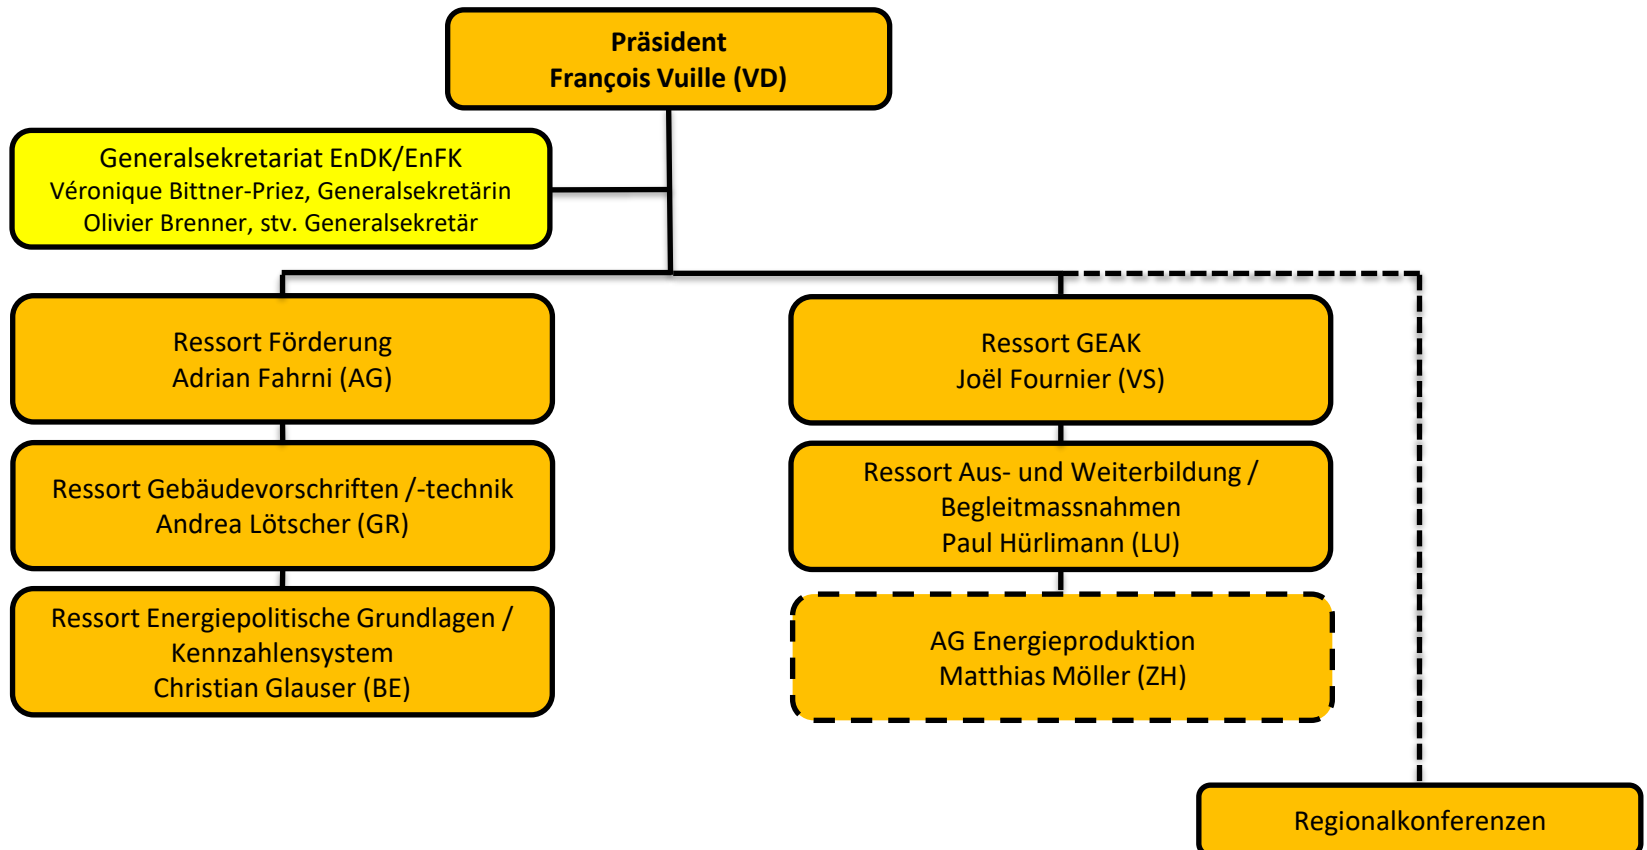 Präsident
François Vuille (VD)
Generalsekretariat EnDK/EnFK
Véronique Bittner-Priez, Generalsekretärin
Olivier Brenner, stv. Generalsekretär
Ressort Förderung
Adrian Fahrni (AG)
Ressort Gebäudevorschriften /-technik
Andrea Lötscher (GR)
Ressort Energiepolitische Grundlagen /
Kennzahlensystem
Christian Glauser (BE)
Ressort GEAK
Joël Fournier (VS)
Ressort Aus- und Weiterbildung /
Begleitmassnahmen
Paul Hürlimann (LU)
AG Energieproduktion
Matthias Möller (ZH)
Regionalkonferenzen